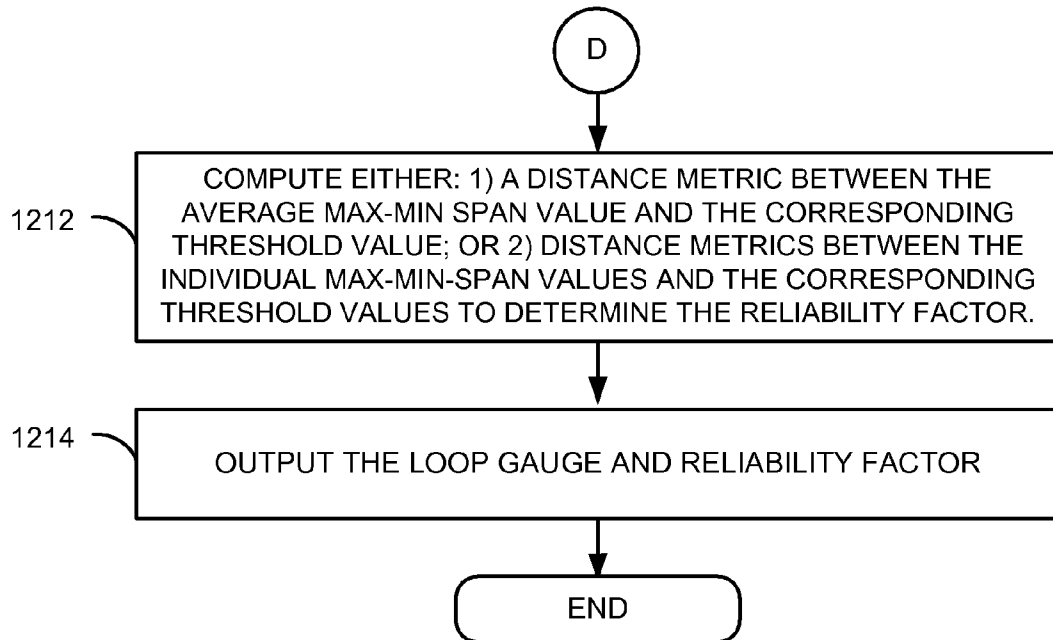 D
1212
COMPUTE EITHER: 1) A DISTANCE METRIC BETWEEN THE
AVERAGE MAX-MIN SPAN VALUE AND THE CORRESPONDING
THRESHOLD VALUE; OR 2) DISTANCE METRICS BETWEEN THE
INDIVIDUAL MAX-MIN-SPAN VALUES AND THE CORRESPONDING
THRESHOLD VALUES TO DETERMINE THE RELIABILITY FACTOR.
1214
OUTPUT THE LOOP GAUGE AND RELIABILITY FACTOR
END